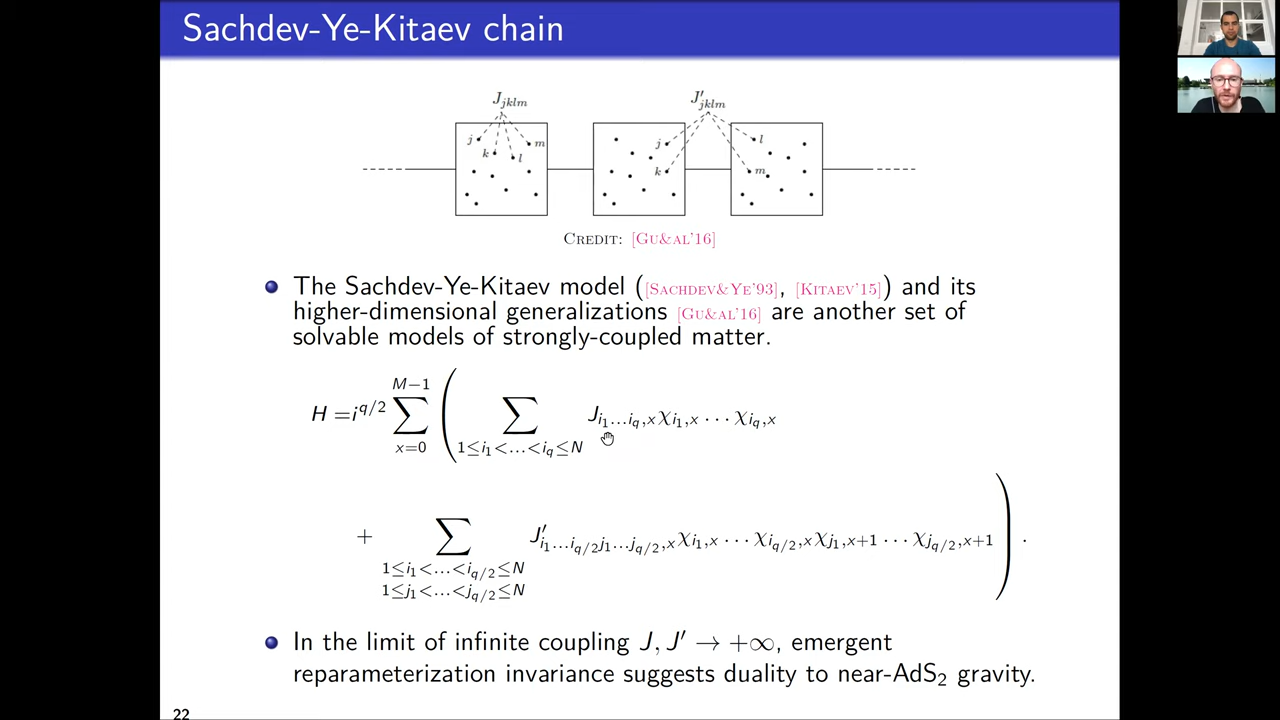 Sachdev-Ye-Kitaev chain
J_{jklm} J'_{jklm}
j k l m j k l m
CREDIT: [GU&AL'16]
The Sachdev-Ye-Kitaev model ([SACHDEV&YE'93], [KITAEV'15]) and its
higher-dimensional generalizations [GU&AL'16] are another set of
solvable models of strongly-coupled matter.
H = i^{q/2} \sum_{x=0}^{M-1} ( \sum_{1≤i_1<...<i_q≤N} J_{i_1...i_q,x} χ_{i_1,x} ··· χ_{i_q,x}
+ \sum_{1≤i_1<...<i_{q/2}≤N 1≤j_1<...<j_{q/2}≤N} J'_{i_1...i_{q/2}j_1...j_{q/2},x} χ_{i_1,x} ··· χ_{i_{q/2},x} χ_{j_1,x+1} ··· χ_{j_{q/2},x+1} ) .
In the limit of infinite coupling J, J' → +∞, emergent
reparameterization invariance suggests duality to near-AdS_2 gravity.
22